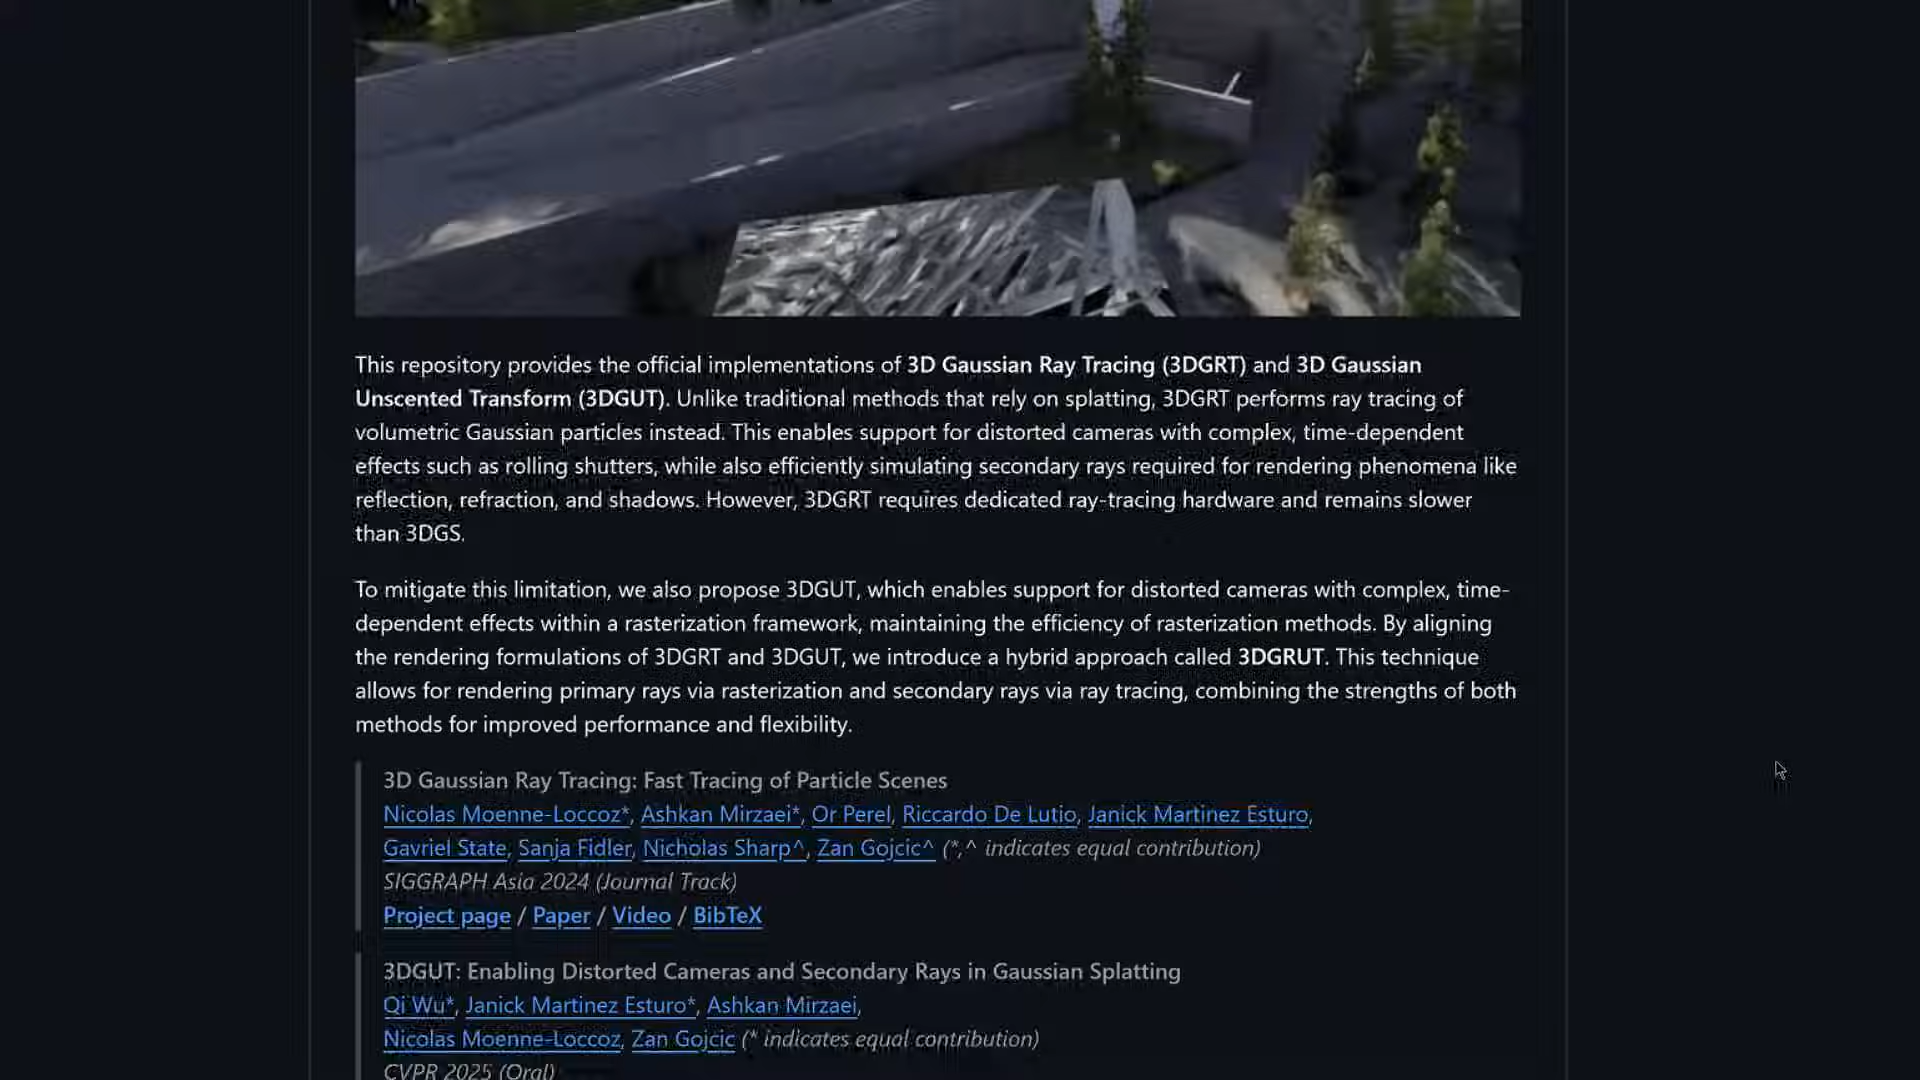 This repository provides the official implementations of 3D Gaussian Ray Tracing (3DGRT) and 3D Gaussian
Unscented Transform (3DGUT). Unlike traditional methods that rely on splatting, 3DGRT performs ray tracing of
volumetric Gaussian particles instead. This enables support for distorted cameras with complex, time-dependent
effects such as rolling shutters, while also efficiently simulating secondary rays required for rendering phenomena like
reflection, refraction, and shadows. However, 3DGRT requires dedicated ray-tracing hardware and remains slower
than 3DGS.
To mitigate this limitation, we also propose 3DGUT, which enables support for distorted cameras with complex, time-
dependent effects within a rasterization framework, maintaining the efficiency of rasterization methods. By aligning
the rendering formulations of 3DGRT and 3DGUT, we introduce a hybrid approach called 3DGRUT. This technique
allows for rendering primary rays via rasterization and secondary rays via ray tracing, combining the strengths of both
methods for improved performance and flexibility.
3D Gaussian Ray Tracing: Fast Tracing of Particle Scenes
Nicolas Moenne-Loccoz*, Ashkan Mirzaei*, Or Perel, Riccardo De Lutio, Janick Martinez Esturo,
Gavriel State, Sanja Fidler, Nicholas Sharp^, Zan Gojcic^ (*,^ indicates equal contribution)
SIGGRAPH Asia 2024 (Journal Track)
Project page / Paper / Video / BibTeX
3DGUT: Enabling Distorted Cameras and Secondary Rays in Gaussian Splatting
Qi Wu*, Janick Martinez Esturo*, Ashkan Mirzaei,
Nicolas Moenne-Loccoz, Zan Gojcic (* indicates equal contribution)
CVPR 2025 (Oral)